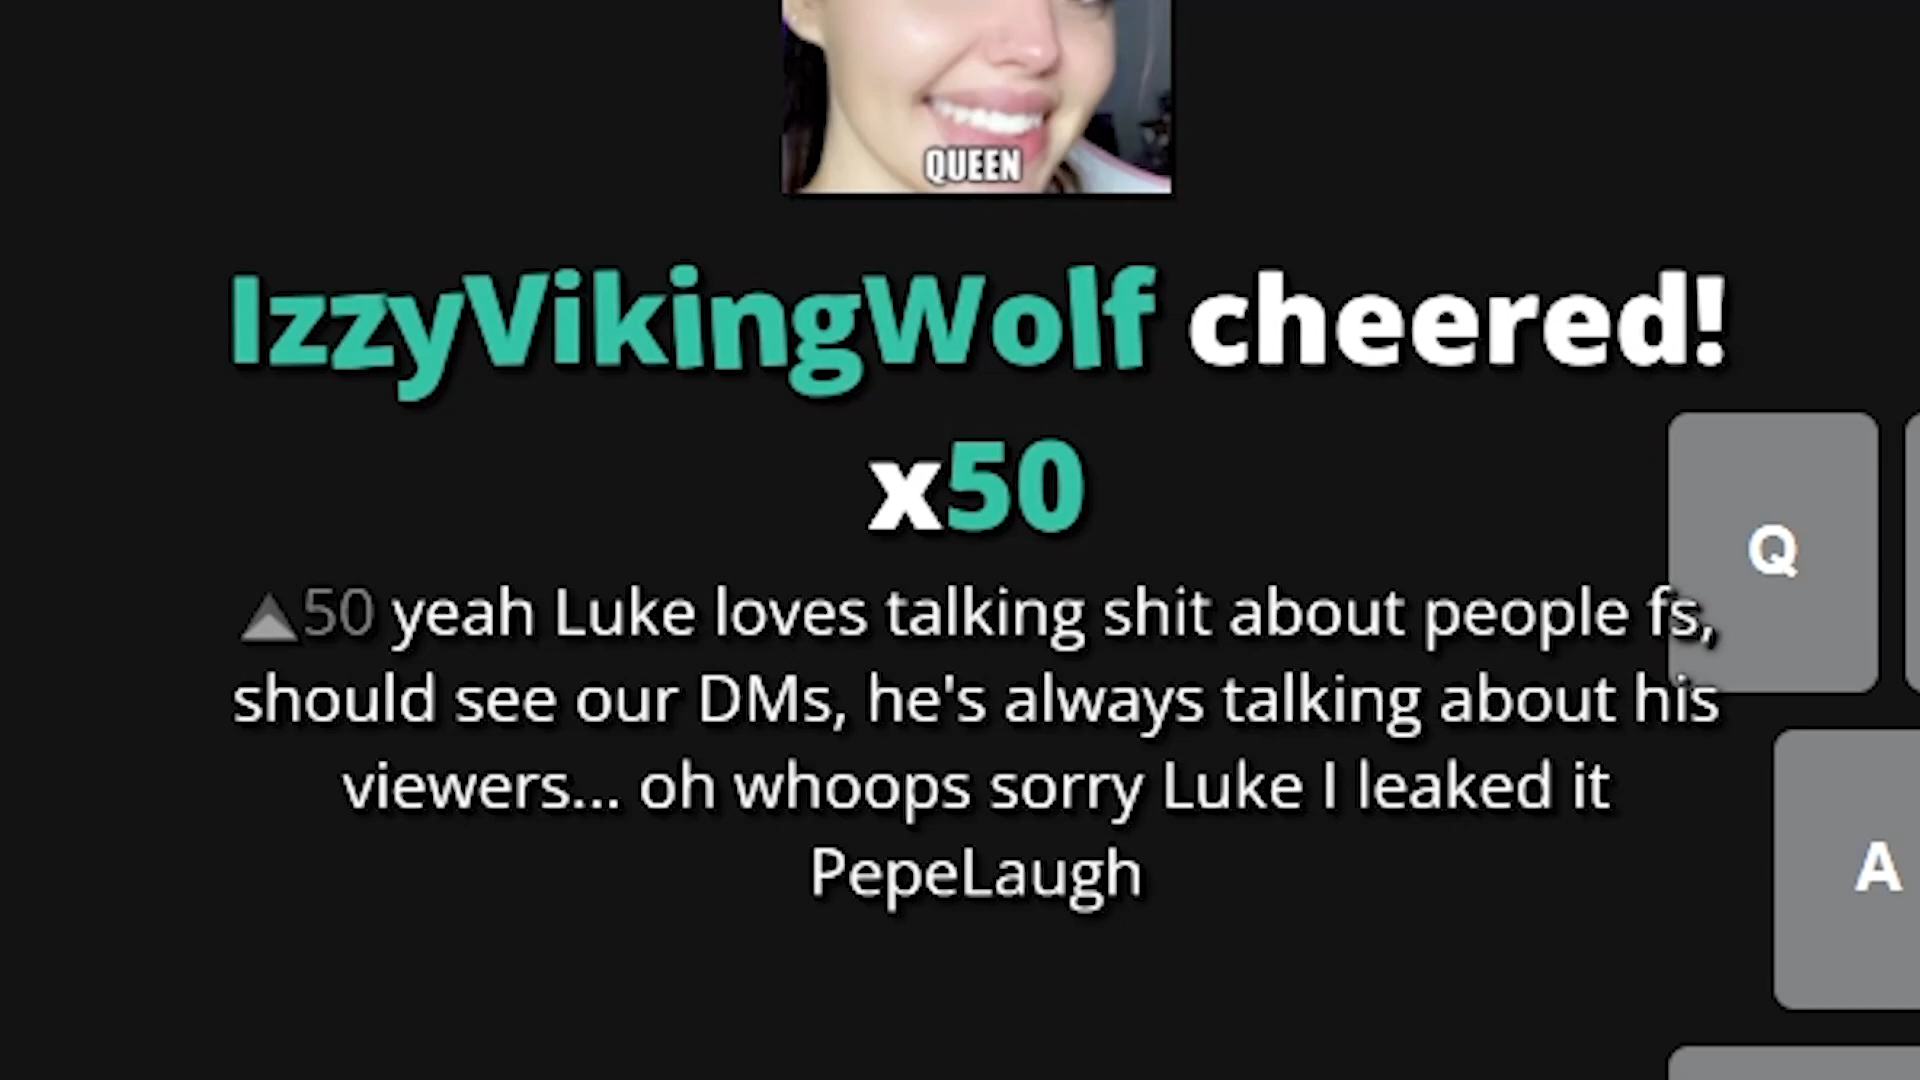 QUEEN
IzzyVikingWolf cheered!
x50
50 yeah Luke loves talking shit about people fs,
should see our DMs, he's always talking about his
viewers... oh whoops sorry Luke I leaked it
PepeLaugh
Q
A